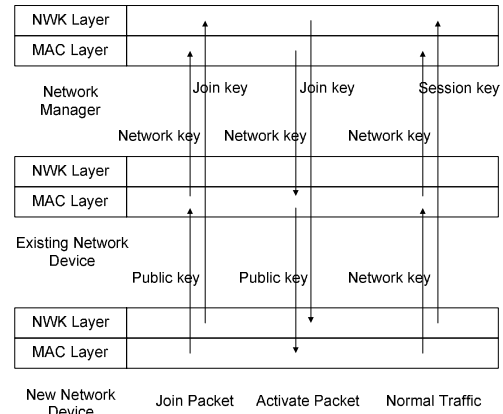 NWK Layer
MAC Layer
Network
Manager
Join key Join key Session key
Network key Network key Network key
NWK Layer
MAC Layer
Existing Network
Device
Public key Public key Network key
NWK Layer
MAC Layer
New Network
Device
Join Packet Activate Packet Normal Traffic